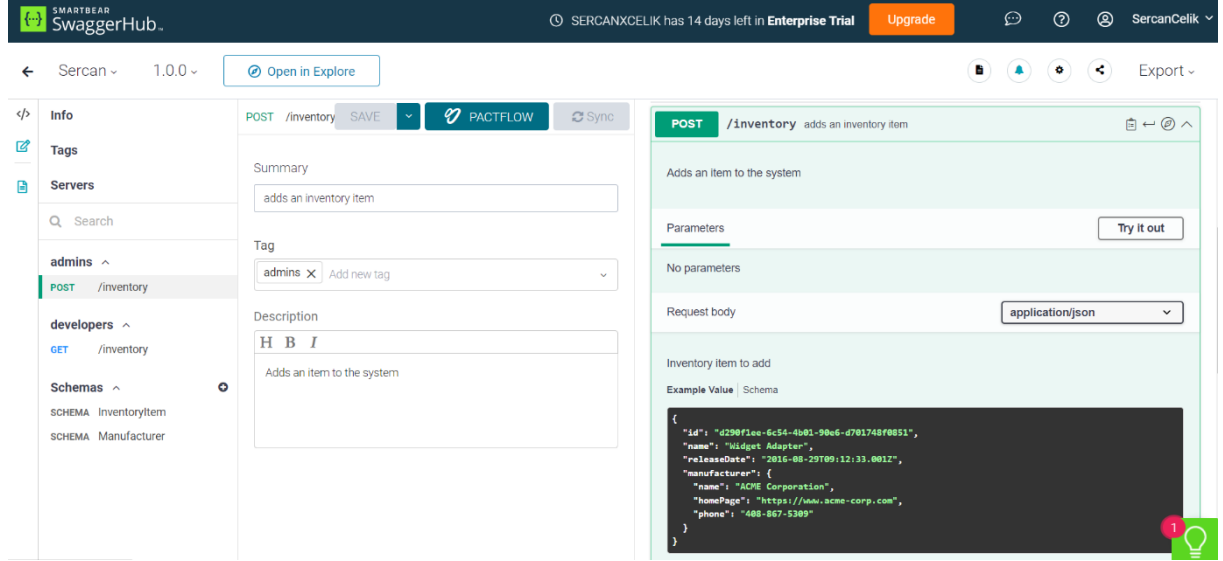 SMARTBEAR
SwaggerHub™
SERCANXCELIK has 14 days left in Enterprise Trial
Upgrade
SercanCelik
Sercan
1.0.0
Open in Explore
Export
Info
Tags
Servers
Search
admins
POST /inventory
developers
GET /inventory
Schemas
SCHEMA InventoryItem
SCHEMA Manufacturer
POST /inventory
SAVE
PACTFLOW
Sync
Summary
adds an inventory item
Tag
admins
Add new tag
Description
H B I
Adds an item to the system
POST /inventory adds an inventory item
Adds an item to the system
Parameters
Try it out
No parameters
Request body
application/json
Inventory item to add
Example Value
Schema
{
"id": "d290f1ee-6c54-4b01-90e6-d701748f0851",
"name": "Widget Adapter",
"releaseDate": "2016-08-29T09:12:33.001Z",
"manufacturer": {
"name": "ACME Corporation",
"homePage": "https://www.acme-corp.com",
"phone": "408-867-5309"
}
}
1